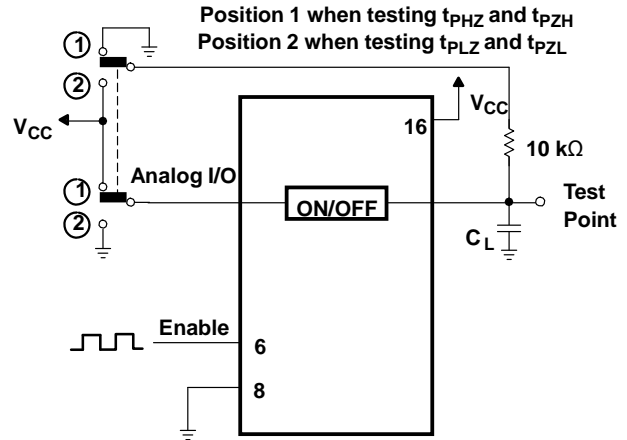 Position 1 when testing tPHZ and tPZH
Position 2 when testing tPLZ and tPZL
1
2
VCC
VCC
16
10 kΩ
1
Analog I/O
ON/OFF
Test
Point
2
CL
Enable
6
8